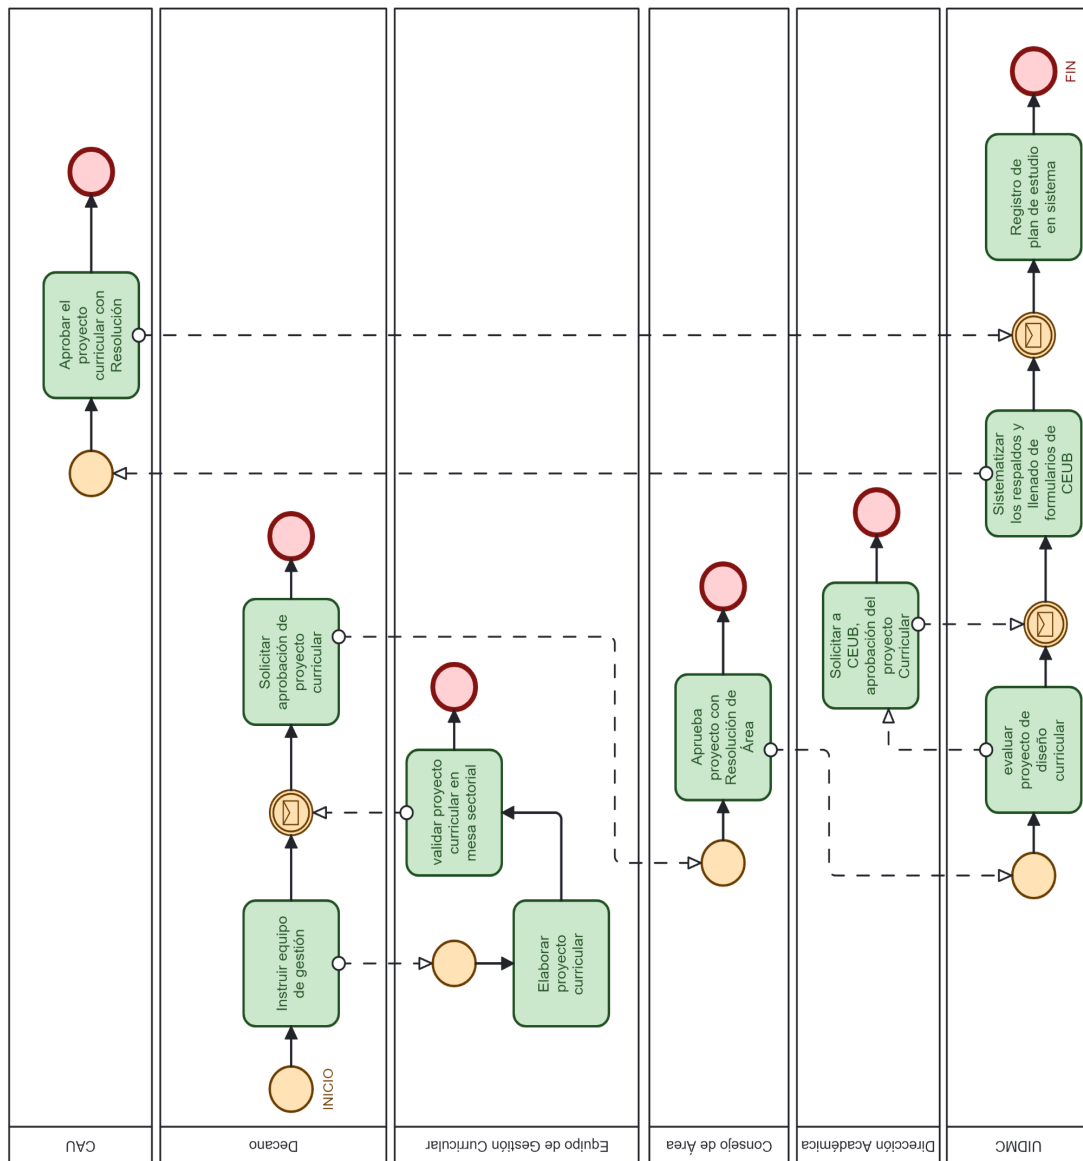 CAU
Aprobar el
proyecto
curricular con
Resolución
Decano
INICIO
Instruir equipo
de gestión
Solicitar
aprobación de
proyecto
curricular
Equipo de Gestión Curricular
Elaborar
proyecto
curricular
validar proyecto
curricular en
mesa sectorial
Consejo de Área
Aprueba
proyecto con
Resolución de
Área
Dirección Académica
Solicitar a
CEUB,
aprobación del
proyecto
Curricular
UIDMC
evaluar
proyecto de
diseño
curricular
Sistematizar
los respaldos y
llenado de
formularios de
CEUB
Registro de
plan de estudio
en sistema
FIN